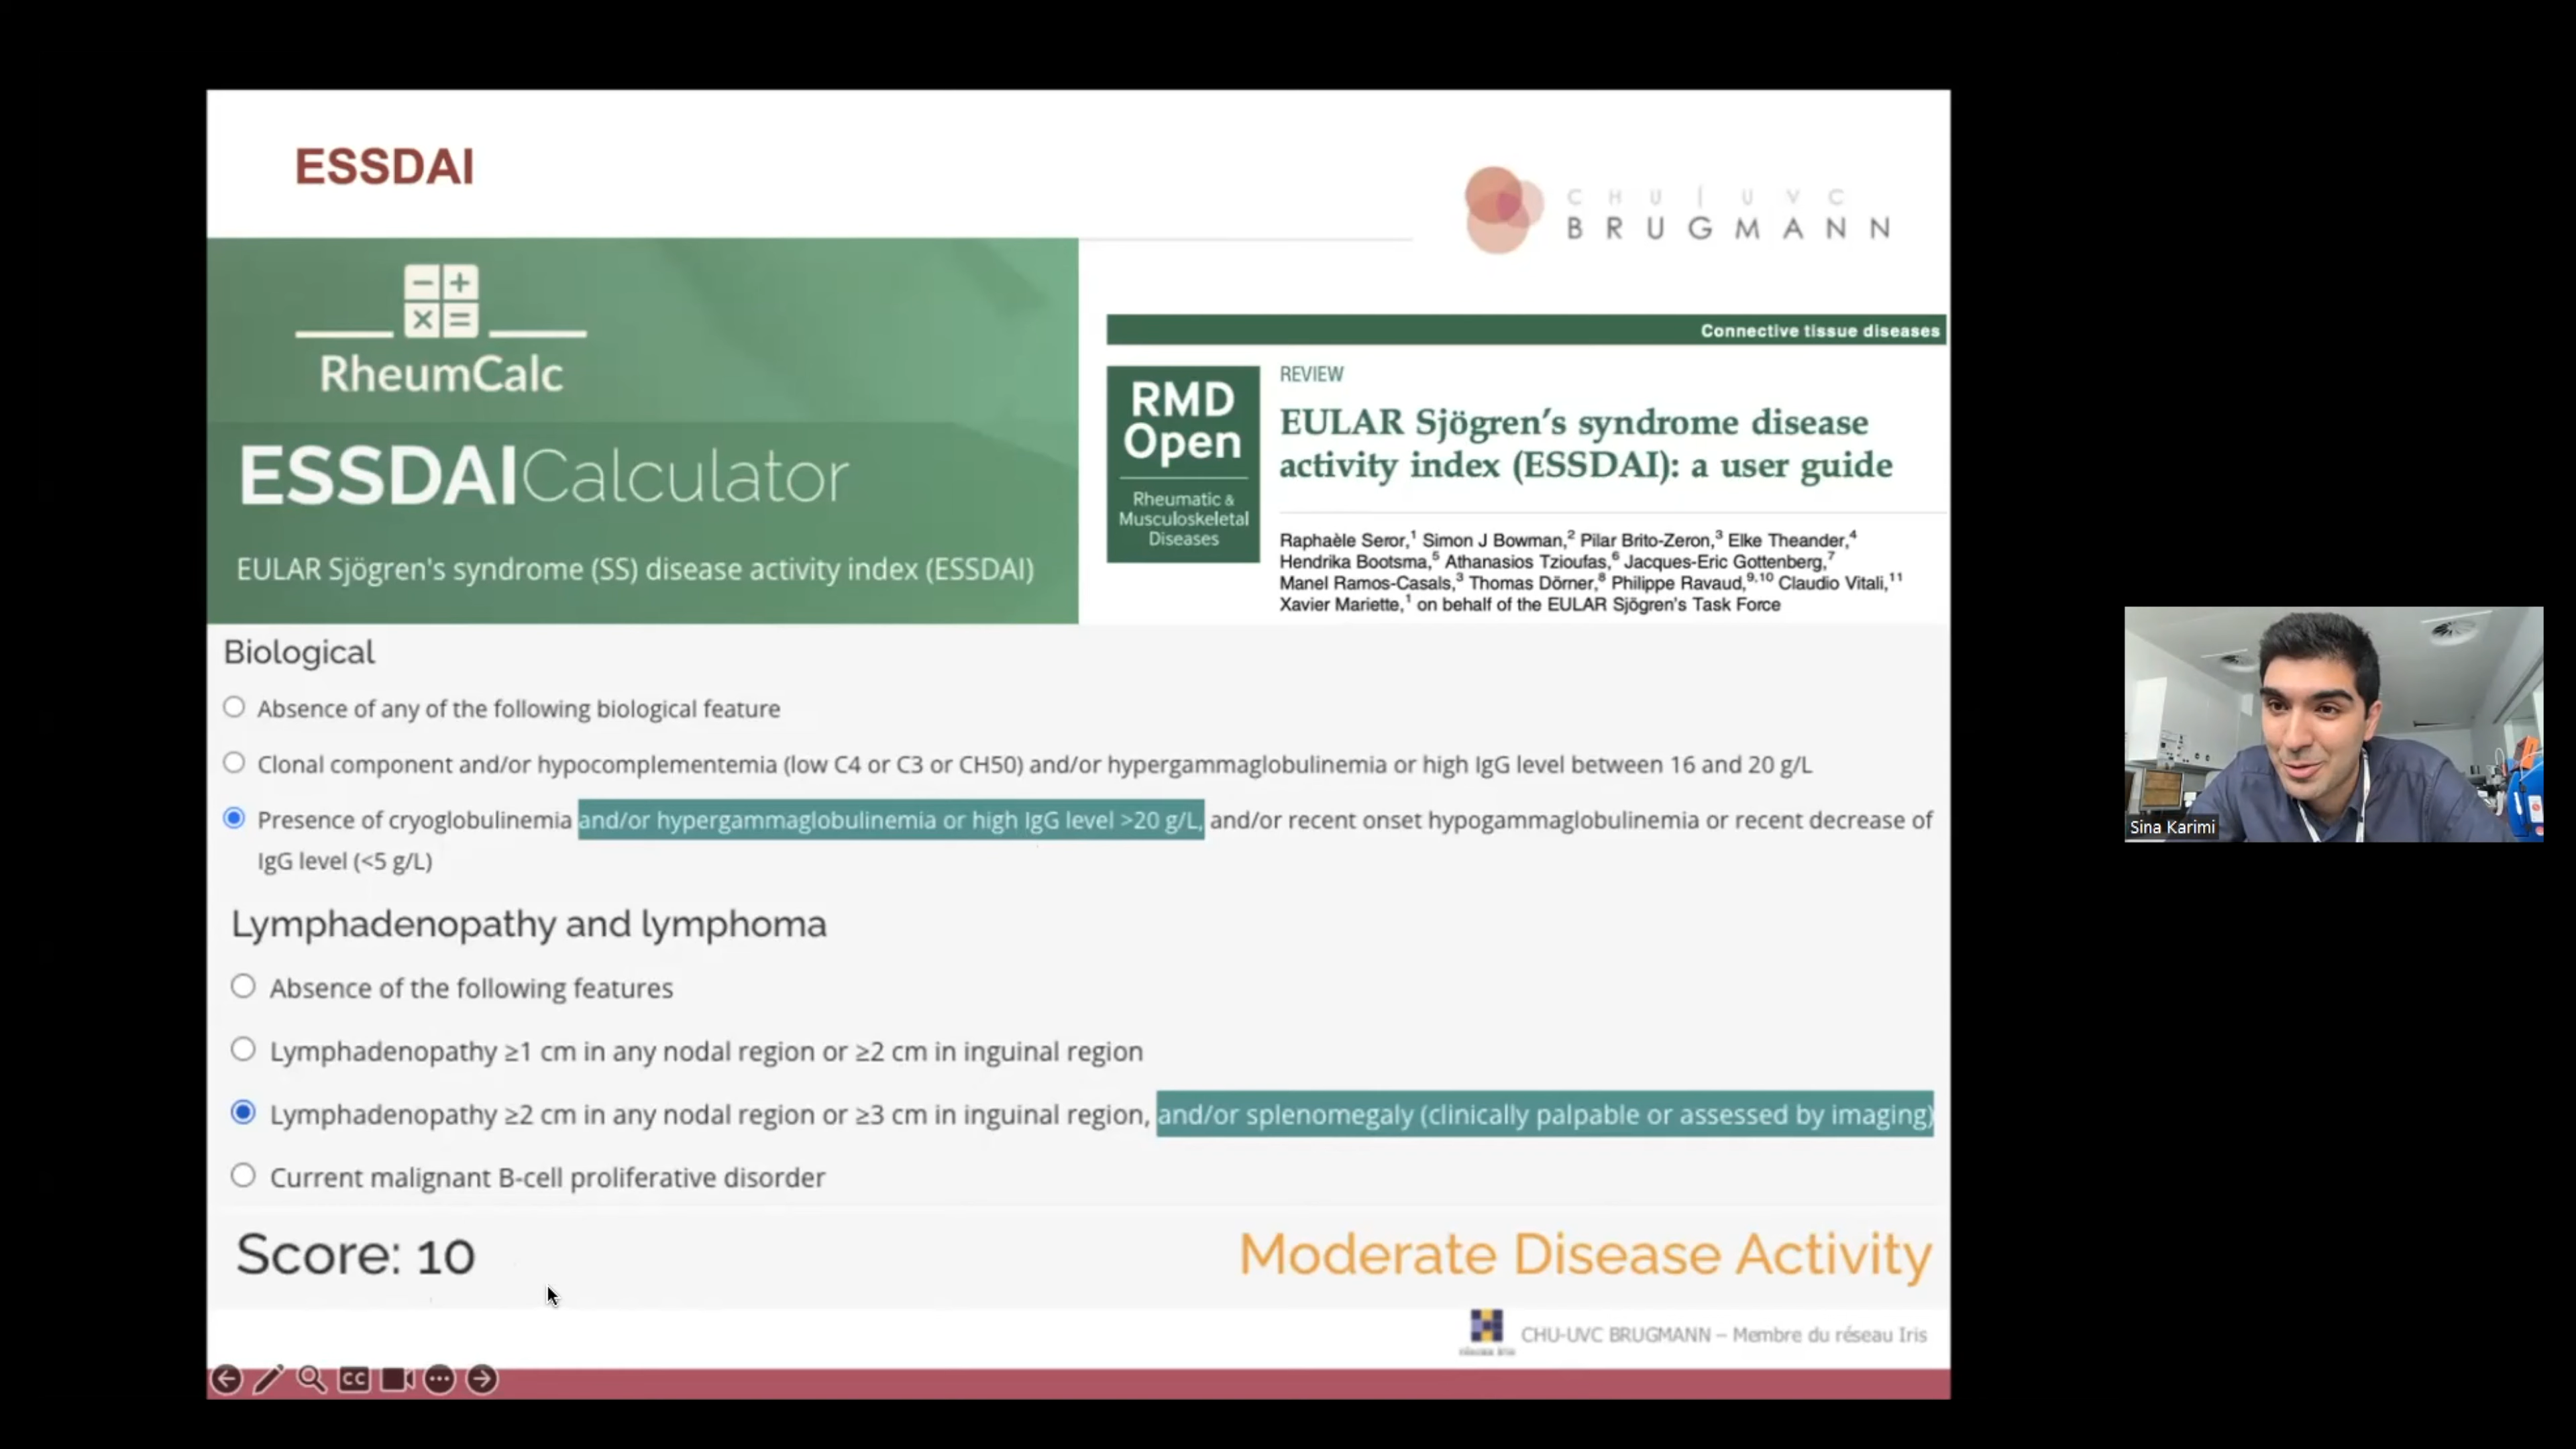 ESSDAI
CHU | UVC
BRUGMANN
RheumCalc
ESSDAICalculator
EULAR Sjögren's syndrome (SS) disease activity index (ESSDAI)
Connective tissue diseases
RMD
Open
Rheumatic &
Musculoskeletal
Diseases
REVIEW
EULAR Sjögren's syndrome disease
activity index (ESSDAI): a user guide
Raphaèle Seror,1 Simon J Bowman,2 Pilar Brito-Zeron,3 Elke Theander,4
Hendrika Bootsma,5 Athanasios Tzioufas,6 Jacques-Eric Gottenberg,7
Manel Ramos-Casals,3 Thomas Dörner,8 Philippe Ravaud,9,10 Claudio Vitali,11
Xavier Mariette,1 on behalf of the EULAR Sjögren's Task Force
Biological
Absence of any of the following biological feature
Clonal component and/or hypocomplementemia (low C4 or C3 or CH50) and/or hypergammaglobulinemia or high IgG level between 16 and 20 g/L
Presence of cryoglobulinemia and/or hypergammaglobulinemia or high IgG level >20 g/L, and/or recent onset hypogammaglobulinemia or recent decrease of
IgG level (<5 g/L)
Lymphadenopathy and lymphoma
Absence of the following features
Lymphadenopathy ≥1 cm in any nodal region or ≥2 cm in inguinal region
Lymphadenopathy ≥2 cm in any nodal region or ≥3 cm in inguinal region, and/or splenomegaly (clinically palpable or assessed by imaging)
Current malignant B-cell proliferative disorder
Score: 10
Moderate Disease Activity
CHU-UVC BRUGMANN – Membre du réseau Iris
CC
Sina Karimi